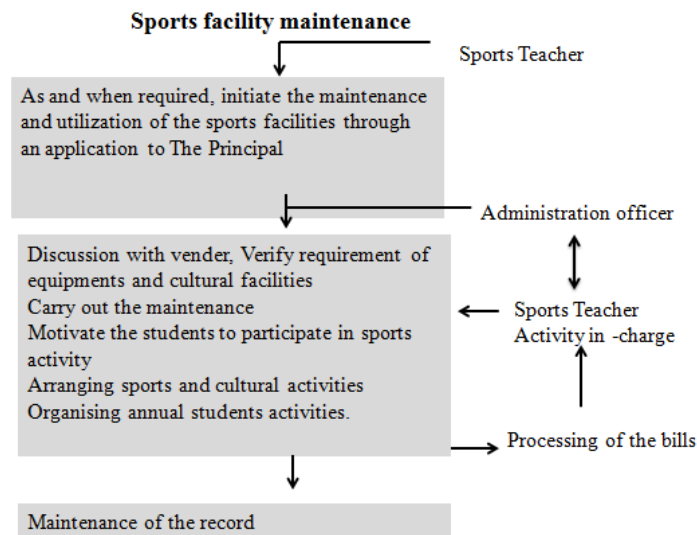 Sports facility maintenance
Sports Teacher
As and when required, initiate the maintenance
and utilization of the sports facilities through
an application to The Principal
Administration officer
Discussion with vender, Verify requirement of
equipments and cultural facilities
Carry out the maintenance
Motivate the students to participate in sports
activity
Arranging sports and cultural activities
Organising annual students activities.
Sports Teacher
Activity in -charge
Processing of the bills
Maintenance of the record